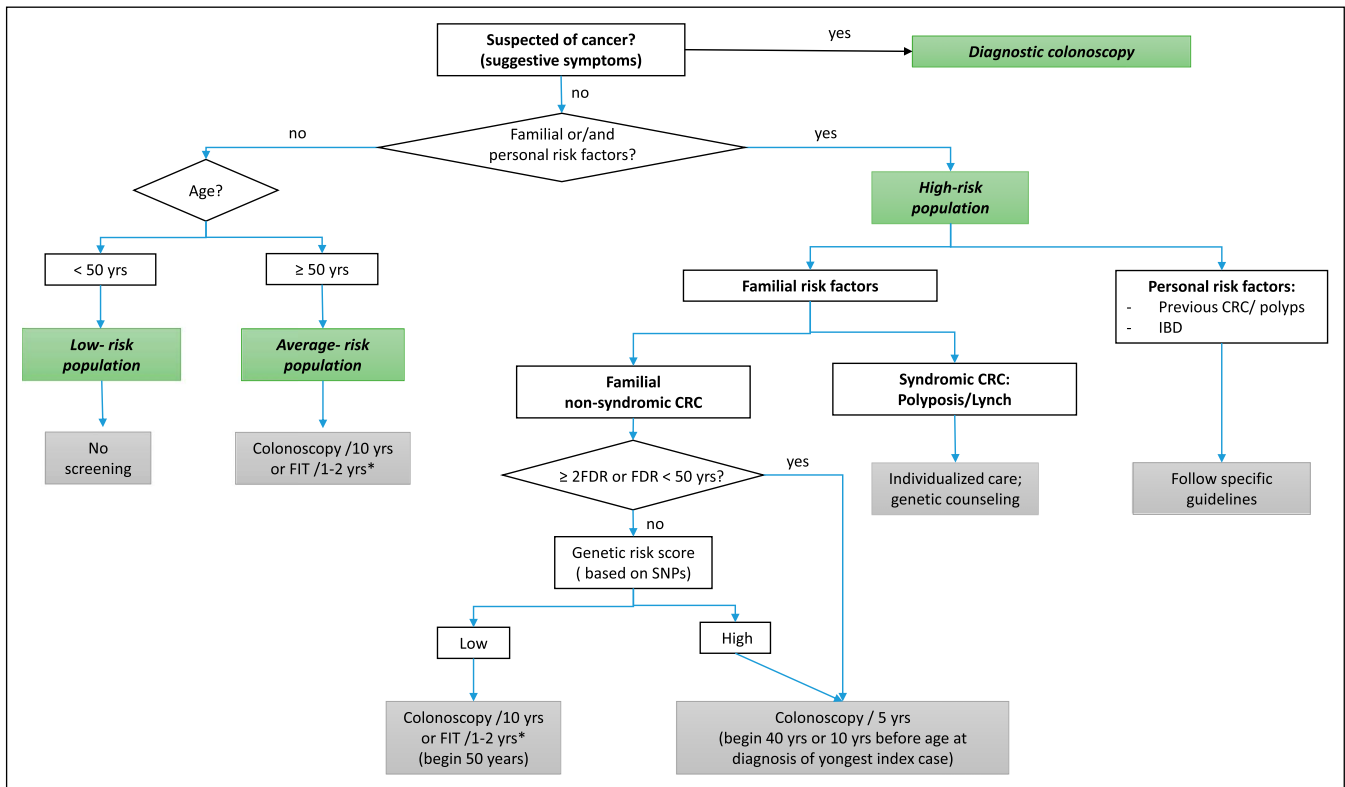 Suspected of cancer?
(suggestive symptoms)
yes
Diagnostic colonoscopy
no
Familial or/and
personal risk factors?
no
yes
Age?
High-risk
population
< 50 yrs
≥ 50 yrs
Familial risk factors
Personal risk factors:
- Previous CRC/ polyps
- IBD
Low- risk
population
Average- risk
population
Familial
non-syndromic CRC
Syndromic CRC:
Polyposis/Lynch
No
screening
Colonoscopy /10 yrs
or FIT /1-2 yrs*
≥ 2FDR or FDR < 50 yrs?
yes
Individualized care;
genetic counseling
Follow specific
guidelines
no
Genetic risk score
( based on SNPs)
Low
High
Colonoscopy /10 yrs
or FIT /1-2 yrs*
(begin 50 years)
Colonoscopy / 5 yrs
(begin 40 yrs or 10 yrs before age at
diagnosis of yongest index case)